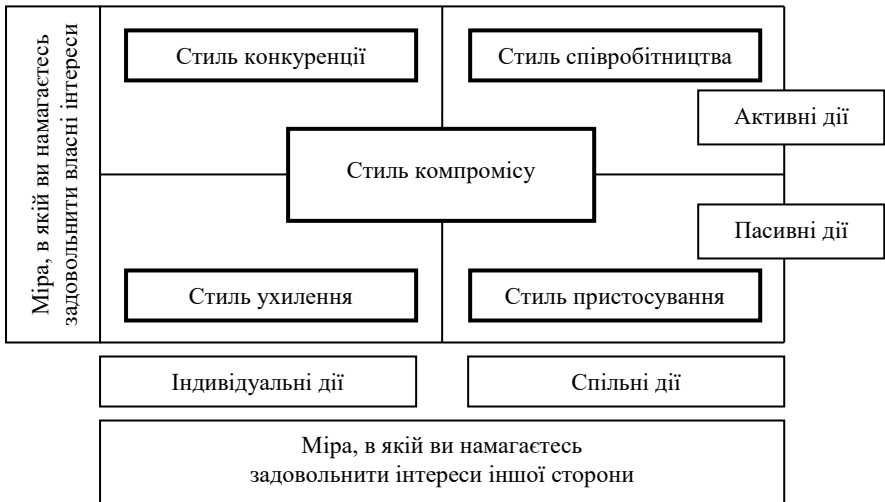 Міра, в якій ви намагаєтесь
задовольнити власні інтереси
Стиль конкуренції
Стиль співробітництва
Активні дії
Стиль компромісу
Пасивні дії
Стиль ухилення
Стиль пристосування
Індивідуальні дії
Спільні дії
Міра, в якій ви намагаєтесь
задовольнити інтереси іншої сторони